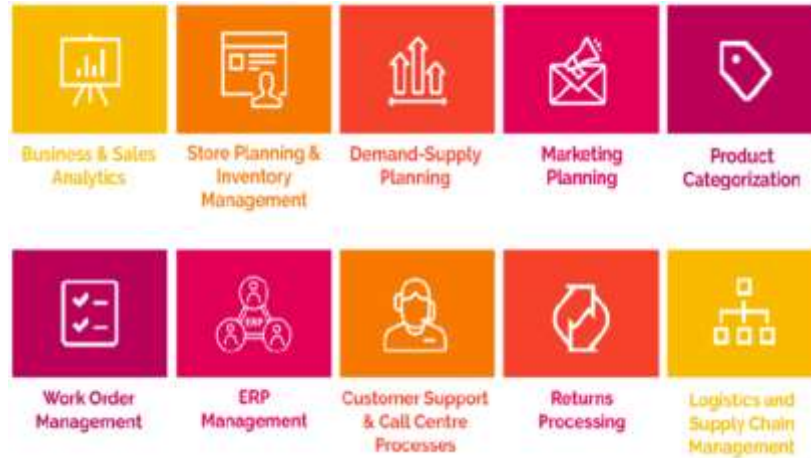 Business & Sales
Analytics
Store Planning &
Inventory
Management
Demand-Supply
Planning
Marketing
Planning
Product
Categorization
Work Order
Management
ERP
ERP
Management
Customer Support
& Call Centre
Processes
Returns
Processing
Logistics and
Supply Chain
Management